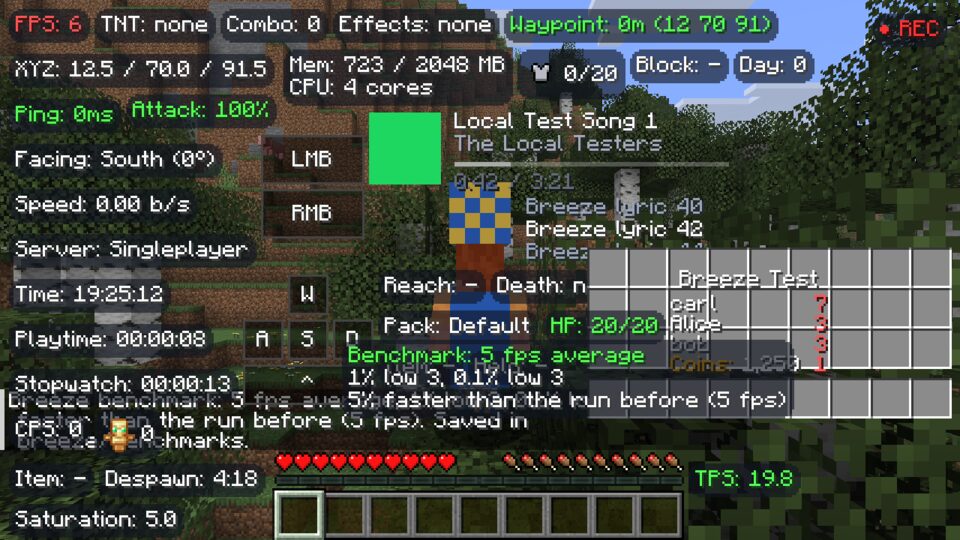 FPS: 6 TNT: none Combo: 0 Effects: none Waypoint: 0m (12 70 91) REC
XYZ: 12.5 / 70.0 / 91.5 Mem: 723 / 2048 MB 0/20 Block: - Day: 0
CPU: 4 cores
Ping: 0ms Attack: 100%
Local Test Song 1
The Local Testers
Facing: South (0°) LMB
0:42 / 3:21
Speed: 0.00 b/s RMB
Breeze lyric 40
Breeze lyric 42
Breeze
Server: Singleplayer
Breeze Test
Reach: - Death: n
Time: 19:25:12 W
carl 7
Alice 3
Pack: Default HP: 20/20
Playtime: 00:00:08 A S D
bob 3
Benchmark: 5 fps average
Coins: 1,250 1
1% low 3, 0.1% low 3
Stopwatch: 00:00:13 ^
5% faster than the run before (5 fps)
Breeze benchmark: 5 fps
faster than the run before (5 fps). Saved in
CPS: 0 0
breeze/benchmarks.
Item: - Despawn: 4:18 TPS: 19.8
Saturation: 5.0